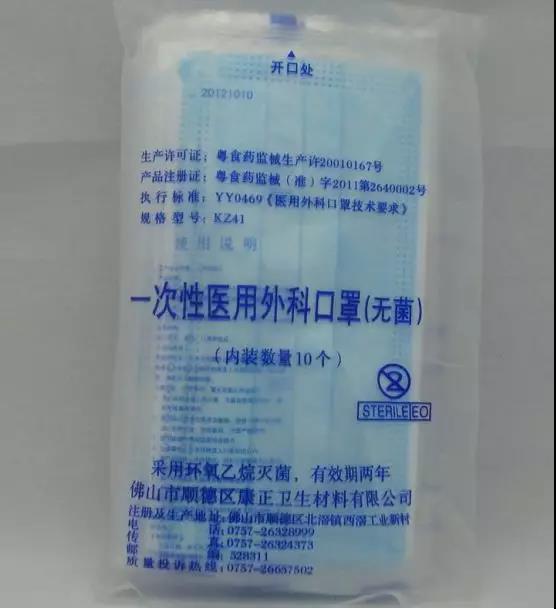 开口处
20121010
生产许可证：粤食药监械生产许20010167号
产品注册证：粤食药监械（准）字2011第2640002号
执行标准：YY0469《医用外科口罩技术要求》
规格型号：KZ41
使用说明
一次性医用外科口罩(无菌)
（内装数量10个）
STERILE EO
采用环氧乙烷灭菌，有效期两年
佛山市顺德区康正卫生材料有限公司
注册及生产地址：佛山市顺德区北滘镇西滘工业新村
电话：0757-26328999
传真：0757-26324373
邮编：528311
质量投诉热线：0757-26657502